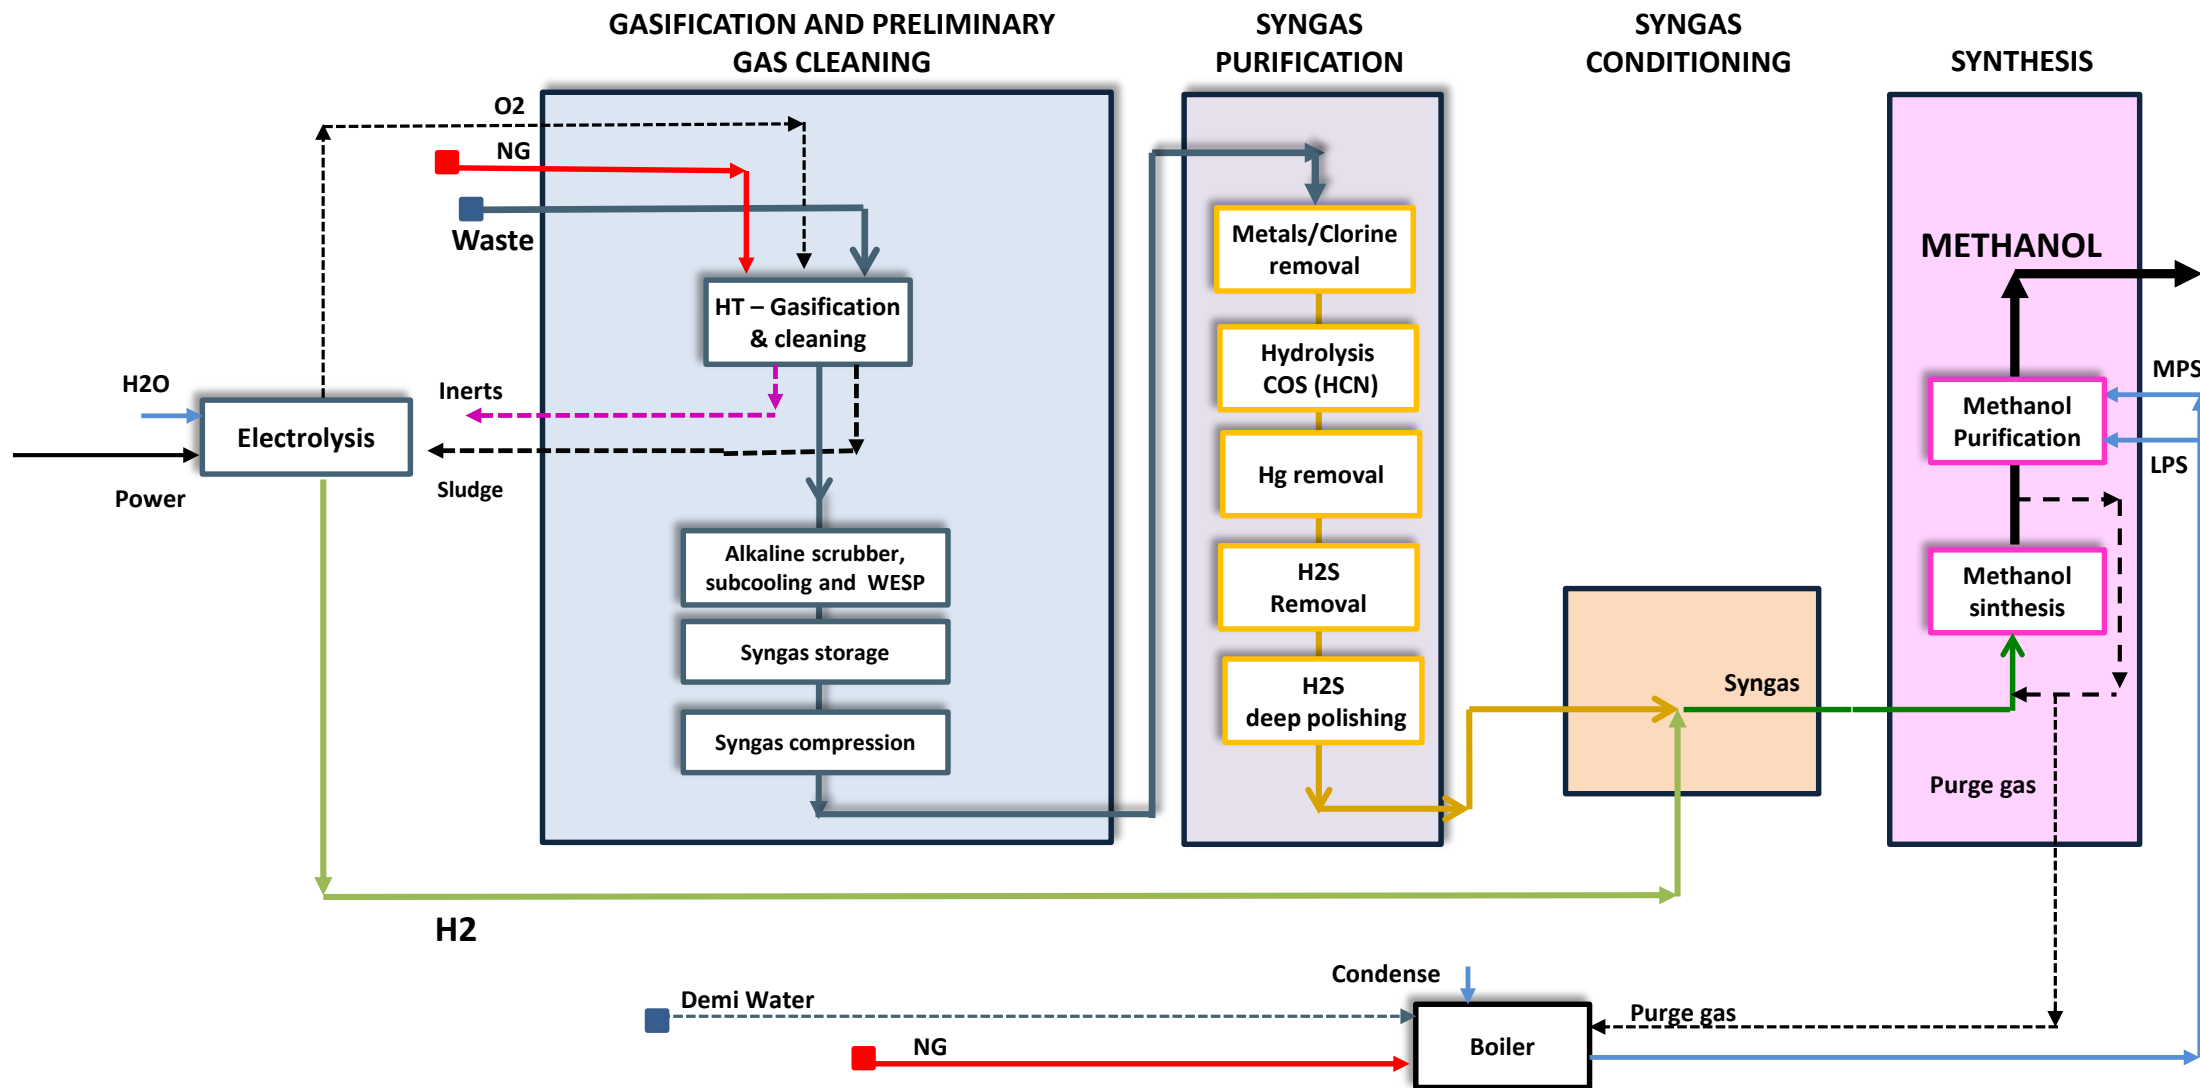 GASIFICATION AND PRELIMINARY
GAS CLEANING
SYNGAS
PURIFICATION
SYNGAS
CONDITIONING
SYNTHESIS
O2
NG
Waste
HT – Gasification
& cleaning
H2O
Electrolysis
Power
Inerts
Sludge
Alkaline scrubber,
subcooling and WESP
Syngas storage
Syngas compression
Metals/Clorine
removal
Hydrolysis
COS (HCN)
Hg removal
H2S
Removal
H2S
deep polishing
Syngas
METHANOL
MPS
Methanol
Purification
LPS
Methanol
sinthesis
Purge gas
H2
Condense
Demi Water
Purge gas
NG
Boiler